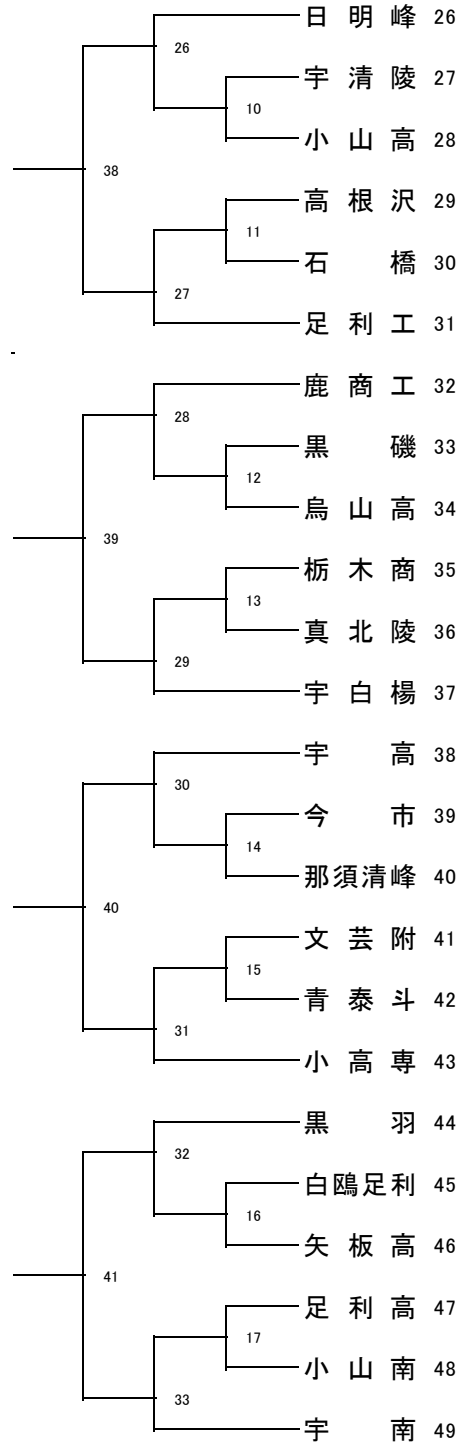 日明峰 26
26
宇清陵 27
10
小山高 28
38
高根沢 29
11
石橋 30
27
足利工 31
鹿商工 32
28
黒磯 33
12
烏山高 34
39
栃木商 35
13
真北陵 36
29
宇白楊 37
宇高 38
30
今市 39
14
那須清峰 40
40
文芸附 41
15
青泰斗 42
31
小高専 43
黒羽 44
32
白鴎足利 45
16
矢板高 46
41
足利高 47
17
小山南 48
33
宇南 49